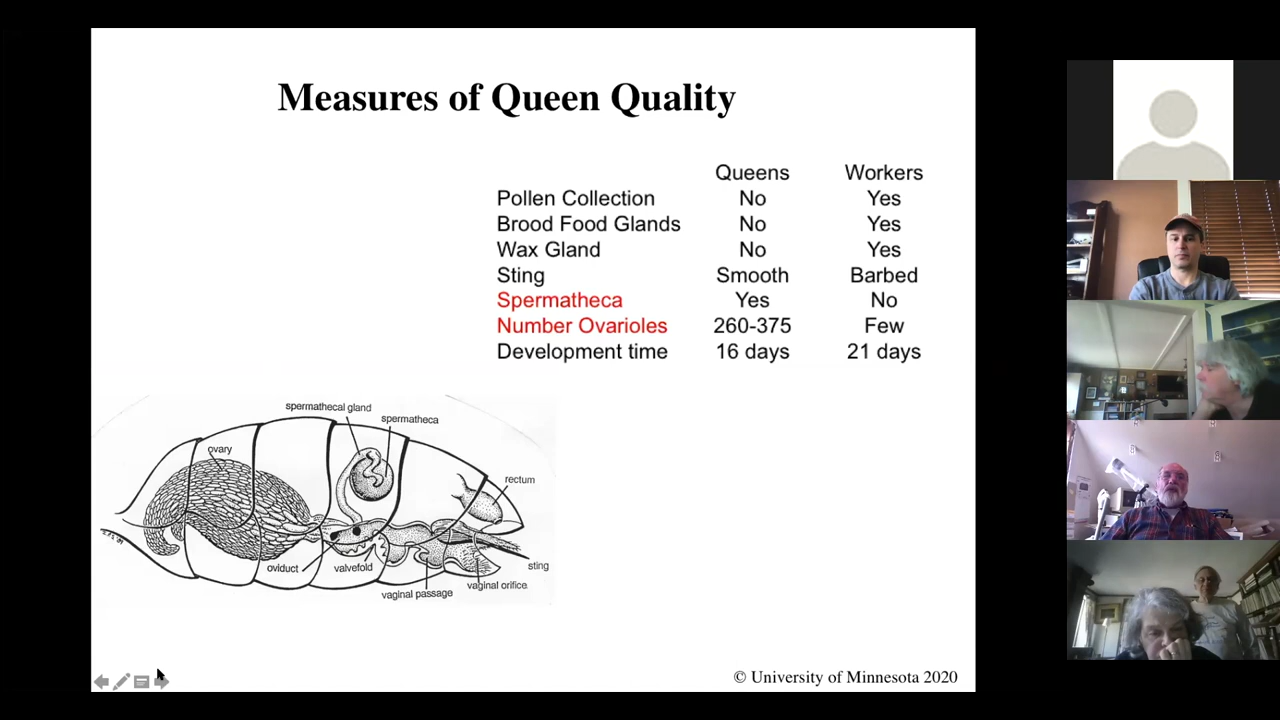 Measures of Queen Quality
Queens Workers
Pollen Collection No Yes
Brood Food Glands No Yes
Wax Gland No Yes
Sting Smooth Barbed
Spermatheca Yes No
Number Ovarioles 260-375 Few
Development time 16 days 21 days
spermathecal gland
spermatheca
ovary
rectum
oviduct
valvefold
sting
vaginal passage
vaginal orifice
© University of Minnesota 2020